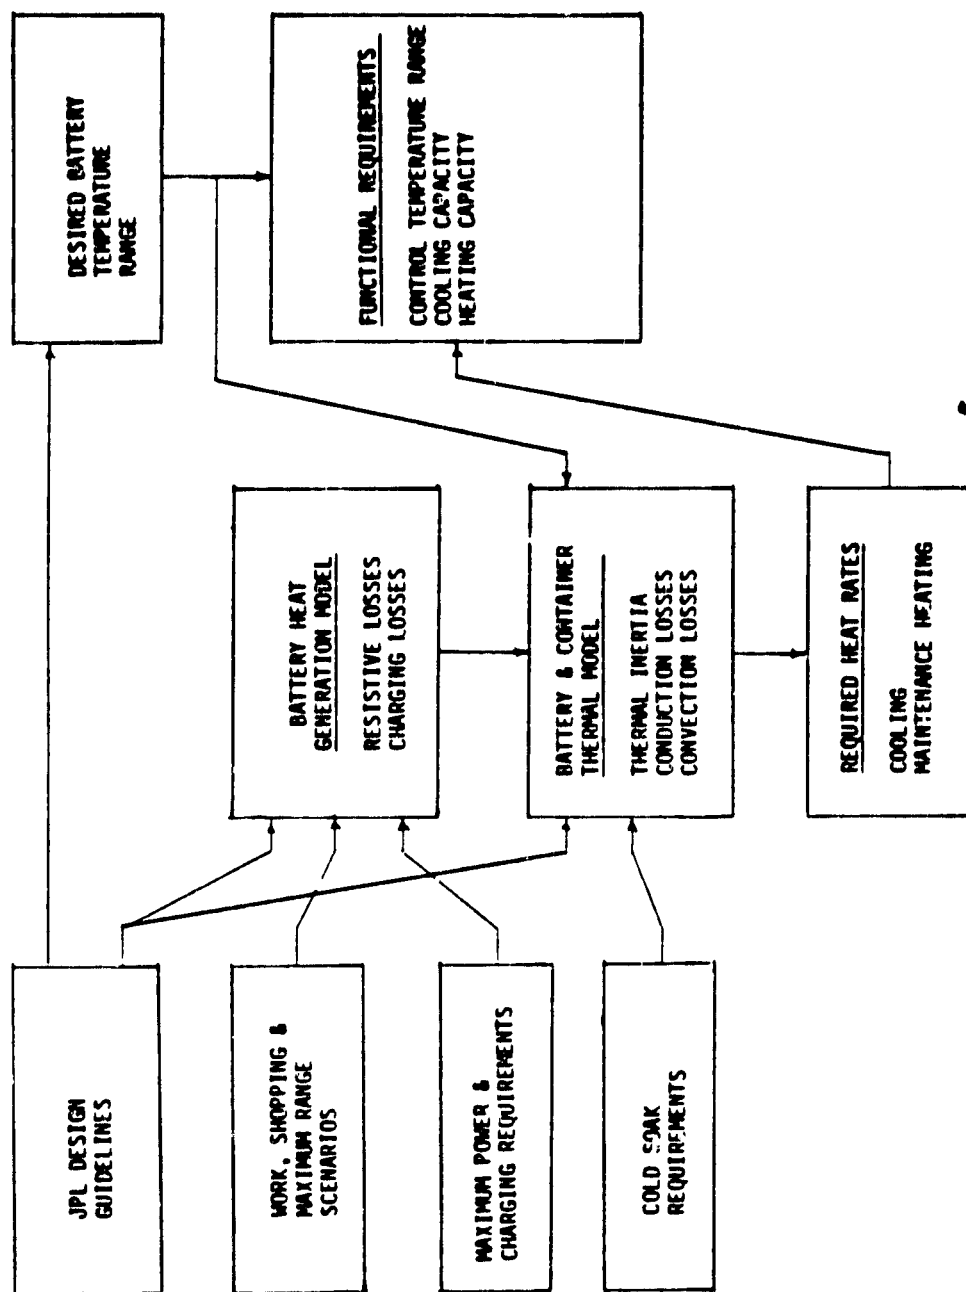 JPL DESIGN
GUIDELINES
WORK, SHOPPING &
MAXIMUM RANGE
SCENARIOS
MAXIMUM POWER &
CHARGING REQUIREMENTS
COLD SOAK
REQUIREMENTS
BATTERY HEAT
GENERATION MODEL
RESISTIVE LOSSES
CHARGING LOSSES
BATTERY & CONTAINER
THERMAL MODEL
THERMAL INERTIA
CONDUCTION LOSSES
CONVECTION LOSSES
REQUIRED HEAT RATES
COOLING
MAINTENANCE HEATING
DESIRED BATTERY
TEMPERATURE
RANGE
FUNCTIONAL REQUIREMENTS
CONTROL TEMPERATURE RANGE
COOLING CAPACITY
HEATING CAPACITY